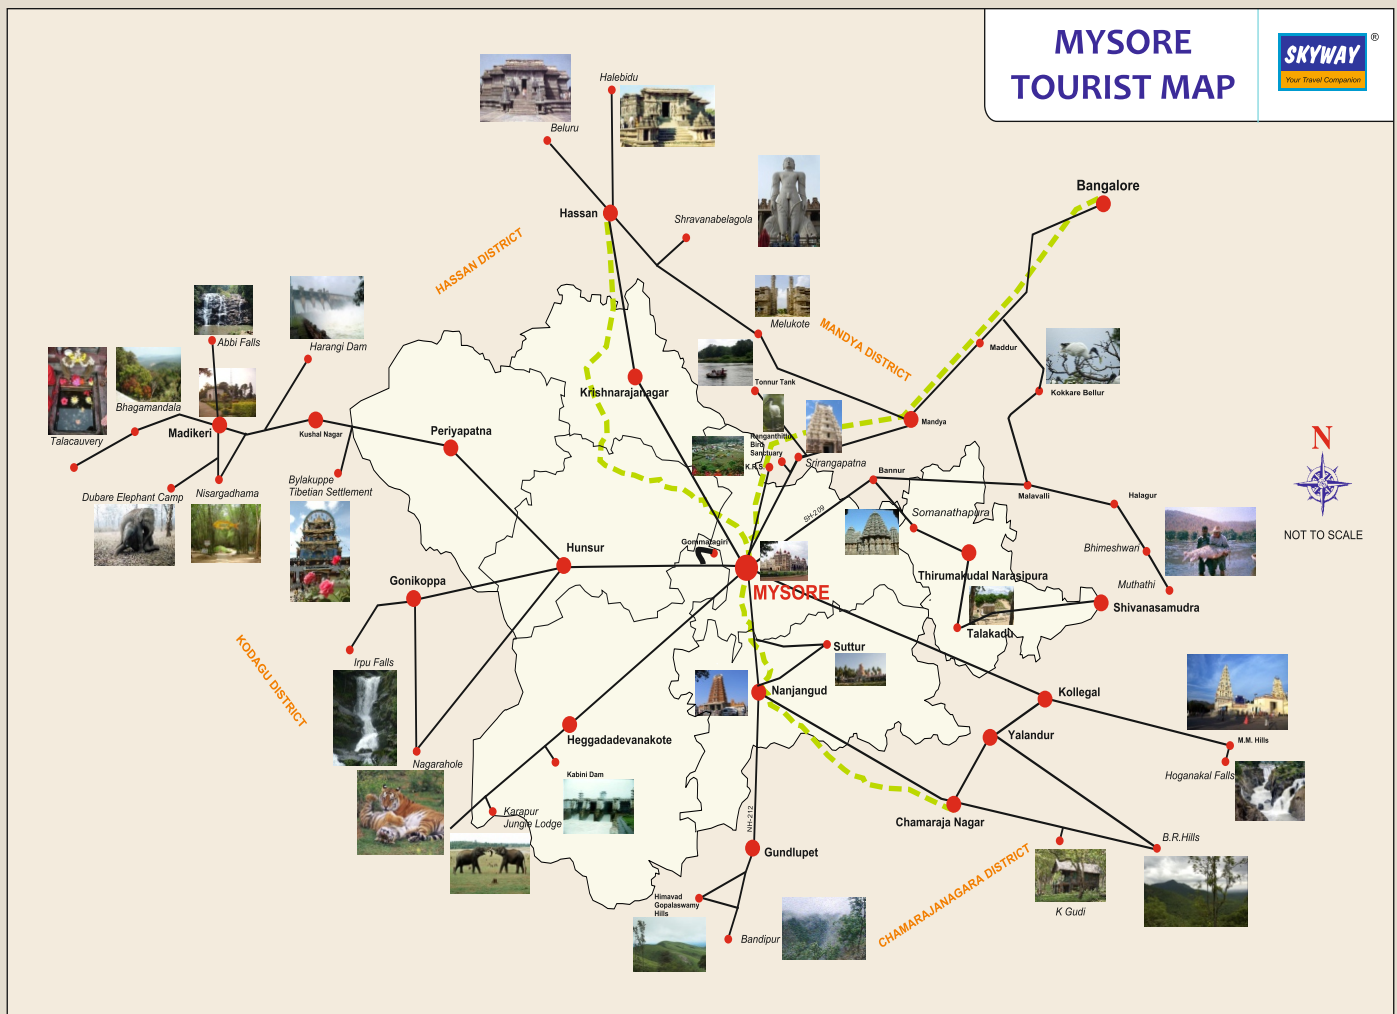 MYSORE
TOURIST MAP
SKYWAY
®
Your Travel Companion
Halebidu
Beluru
Bangalore
Hassan
Shravanabelagola
HASSAN DISTRICT
Melukote
MANDYA DISTRICT
Abbi Falls
Harangi Dam
Maddur
Tonnur Tank
Krishnarajanagar
Kokkare Bellur
Bhagamandala
Talacauvery
Madikeri
Kushal Nagar
Periyapatna
Mandya
Ranganthittu
Bird
Sanctuary
K.R.S.
Srirangapatna
N
Bannur
Bylakuppe
Tibetian Settlement
Dubare Elephant Camp
Nisargadhama
Malavalli
Halagur
SH-209
Somanathapura
NOT TO SCALE
Gommatagiri
Hunsur
Bhimeshwan
Gonikoppa
Thirumakudal Narasipura
Muthathi
MYSORE
Shivanasamudra
Talakadu
KODAGU DISTRICT
Suttur
Irpu Falls
Nanjangud
Kollegal
Heggadadevanakote
Yalandur
M.M. Hills
Nagarahole
Kabini Dam
Hoganakal Falls
Karapur
Jungle Lodge
NH-212
Chamaraja Nagar
B.R.Hills
Gundlupet
CHAMARAJANAGARA DISTRICT
Himavad
Gopalaswamy
Hills
K Gudi
Bandipur